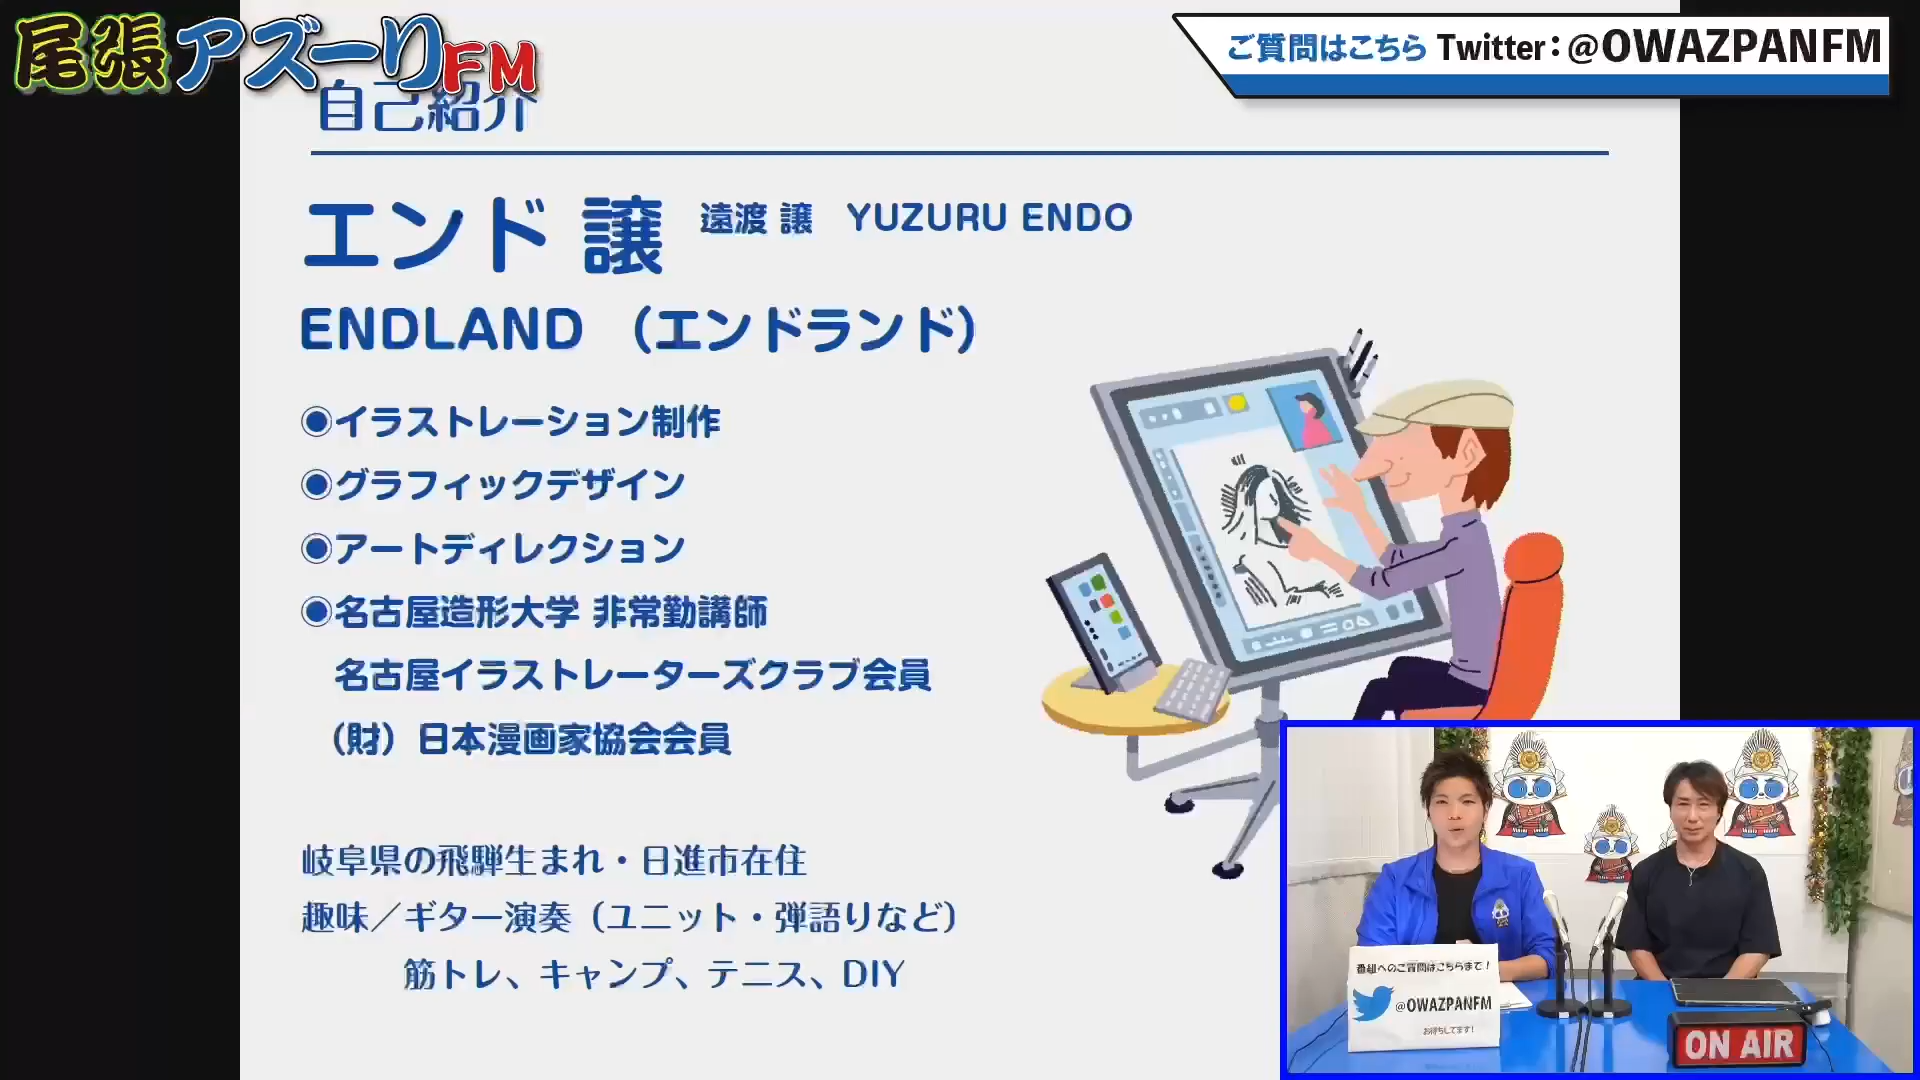 尾張アズーりFM
ご質問はこちら Twitter：@OWAZPANFM
自己紹介
エンド 譲 遠渡 譲 YUZURU ENDO
ENDLAND （エンドランド）
◉イラストレーション制作
◉グラフィックデザイン
◉アートディレクション
◉名古屋造形大学 非常勤講師
名古屋イラストレーターズクラブ会員
（財）日本漫画家協会会員
岐阜県の飛騨生まれ・日進市在住
趣味／ギター演奏（ユニット・弾語りなど）
筋トレ、キャンプ、テニス、DIY
番組へのご質問はこちらまで！
@OWAZPANFM
お待ちしてます！
ON AIR